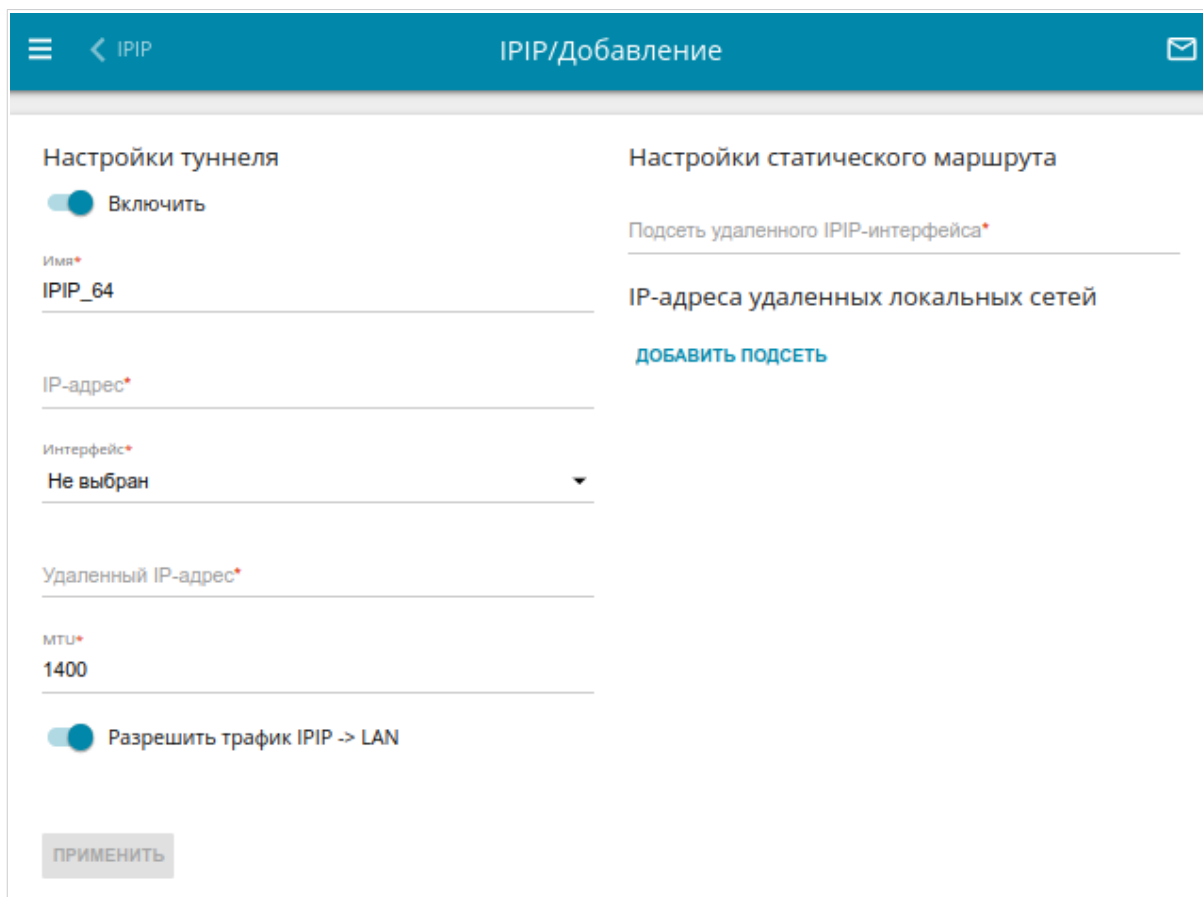 IPIP
IPIP/Добавление
Настройки туннеля
Включить
Имя*
IPIP_64
IP-адрес*
Интерфейс*
Не выбран
Удаленный IP-адрес*
MTU*
1400
Разрешить трафик IPIP -> LAN
ПРИМЕНИТЬ
Настройки статического маршрута
Подсеть удаленного IPIP-интерфейса*
IP-адреса удаленных локальных сетей
ДОБАВИТЬ ПОДСЕТЬ